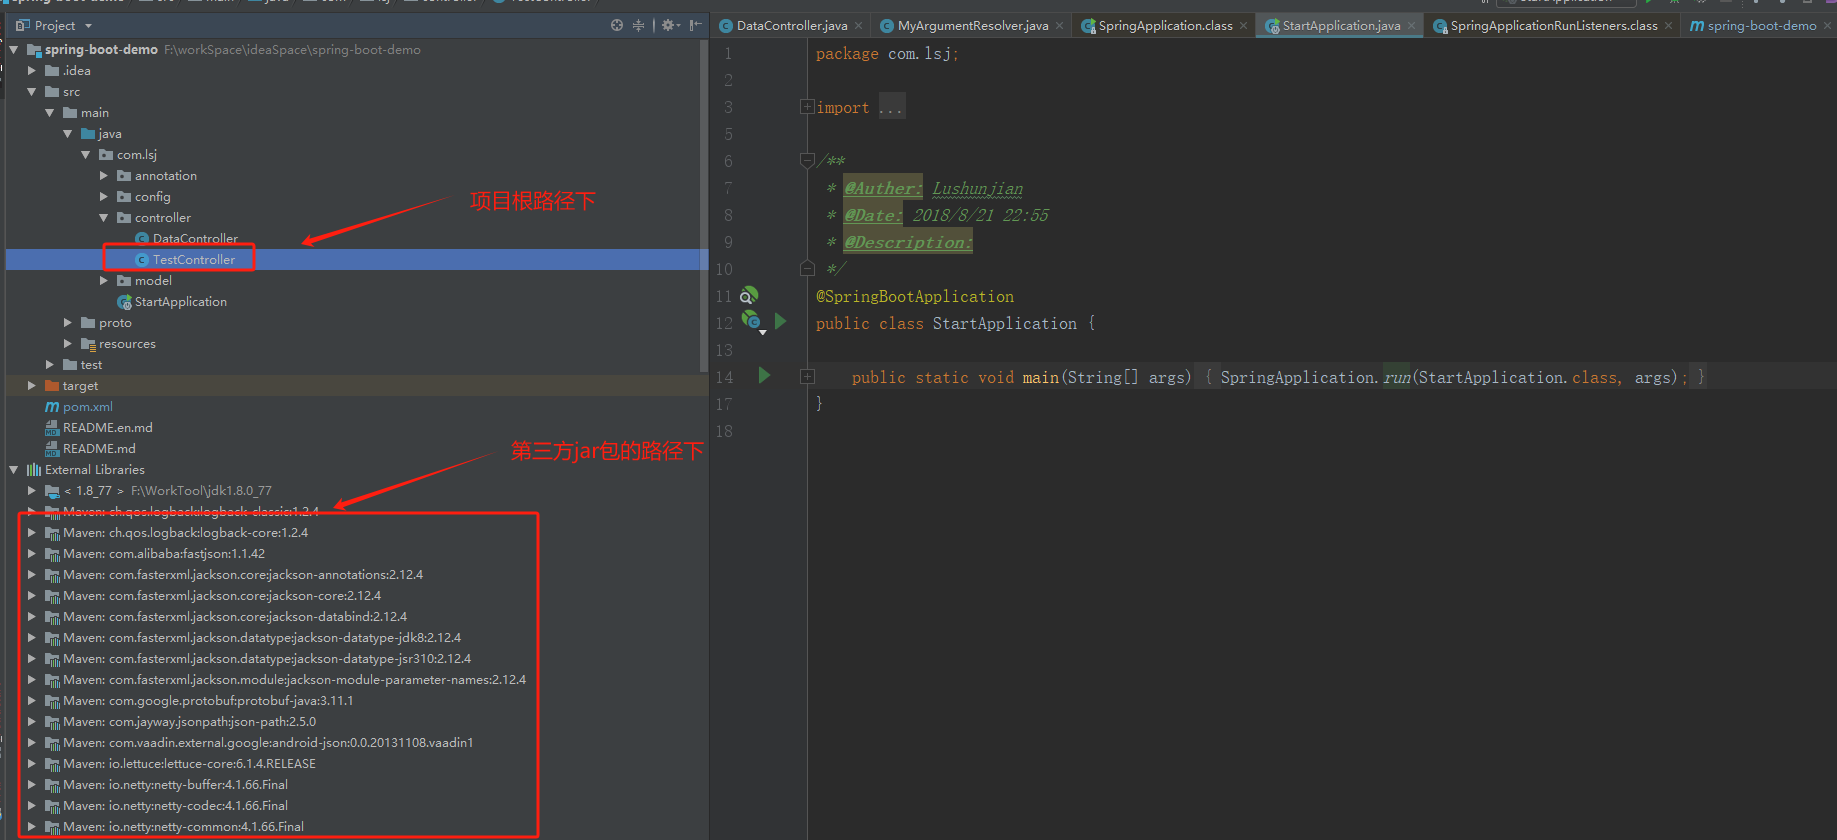 Project
spring-boot-demo F:\workSpace\ideaSpace\spring-boot-demo
.idea
src
main
java
com.lsj
annotation
config
controller
DataController
TestController
model
StartApplication
proto
resources
test
target
pom.xml
README.en.md
README.md
External Libraries
< 1.8_77 > F:\WorkTool\jdk1.8.0_77
Maven: ch.qos.logback:logback-classic:1.2.4
Maven: ch.qos.logback:logback-core:1.2.4
Maven: com.alibaba:fastjson:1.1.42
Maven: com.fasterxml.jackson.core:jackson-annotations:2.12.4
Maven: com.fasterxml.jackson.core:jackson-core:2.12.4
Maven: com.fasterxml.jackson.core:jackson-databind:2.12.4
Maven: com.fasterxml.jackson.datatype:jackson-datatype-jdk8:2.12.4
Maven: com.fasterxml.jackson.datatype:jackson-datatype-jsr310:2.12.4
Maven: com.fasterxml.jackson.module:jackson-module-parameter-names:2.12.4
Maven: com.google.protobuf:protobuf-java:3.11.1
Maven: com.jayway.jsonpath:json-path:2.5.0
Maven: com.vaadin.external.google:android-json:0.0.20131108.vaadin1
Maven: io.lettuce:lettuce-core:6.1.4.RELEASE
Maven: io.netty:netty-buffer:4.1.66.Final
Maven: io.netty:netty-codec:4.1.66.Final
Maven: io.netty:netty-common:4.1.66.Final
项目根路径下
第三方jar包的路径下
DataController.java MyArgumentResolver.java SpringApplication.class StartApplication.java SpringApplicationRunListeners.class spring-boot-demo
1 package com.lsj;
2
3 import ...
5
6 /**
7 * @Auther: Lushunjian
8 * @Date: 2018/8/21 22:55
9 * @Description:
10 */
11 @SpringBootApplication
12 public class StartApplication {
13
14 public static void main(String[] args) { SpringApplication.run(StartApplication.class, args); }
17 }
18